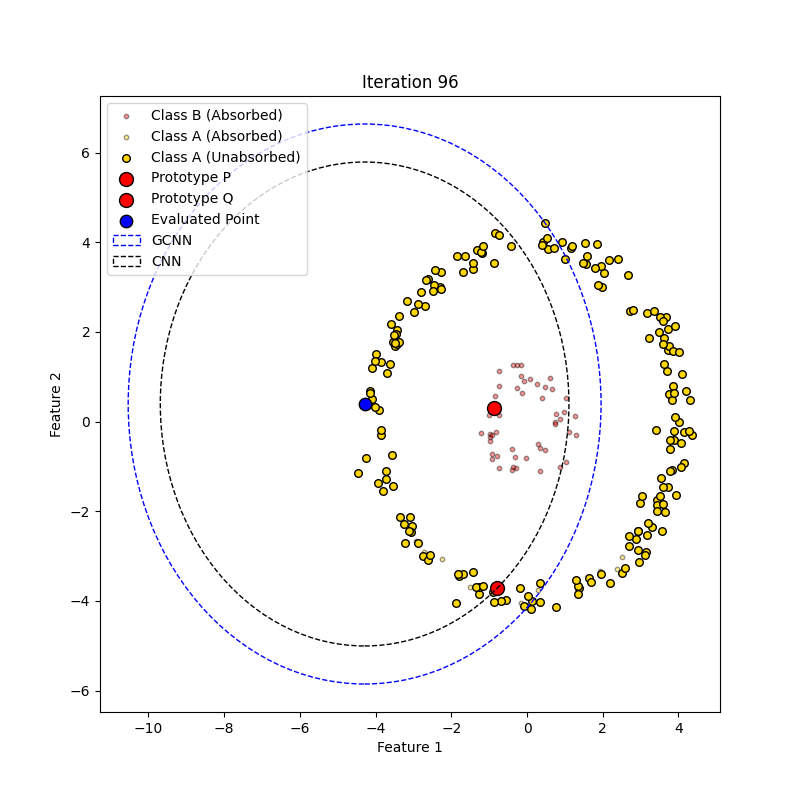 Iteration 96
Class B (Absorbed)
Class A (Absorbed)
Class A (Unabsorbed)
Prototype P
Prototype Q
Evaluated Point
GCNN
CNN
6
4
2
0
−2
−4
−6
Feature 2
−10 −8 −6 −4 −2 0 2 4
Feature 1